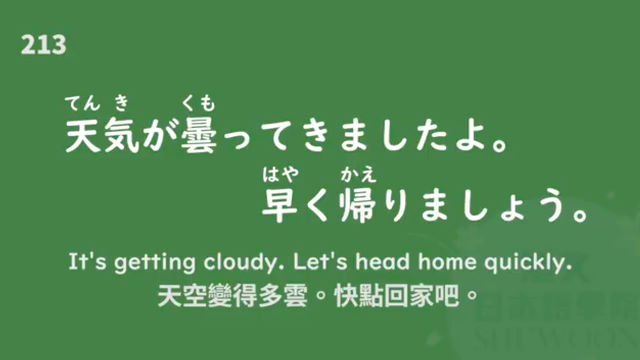 213
てん き くも
天気が曇ってきましたよ。
はや かえ
早く帰りましょう。
It's getting cloudy. Let's head home quickly.
天空變得多雲。快點回家吧。